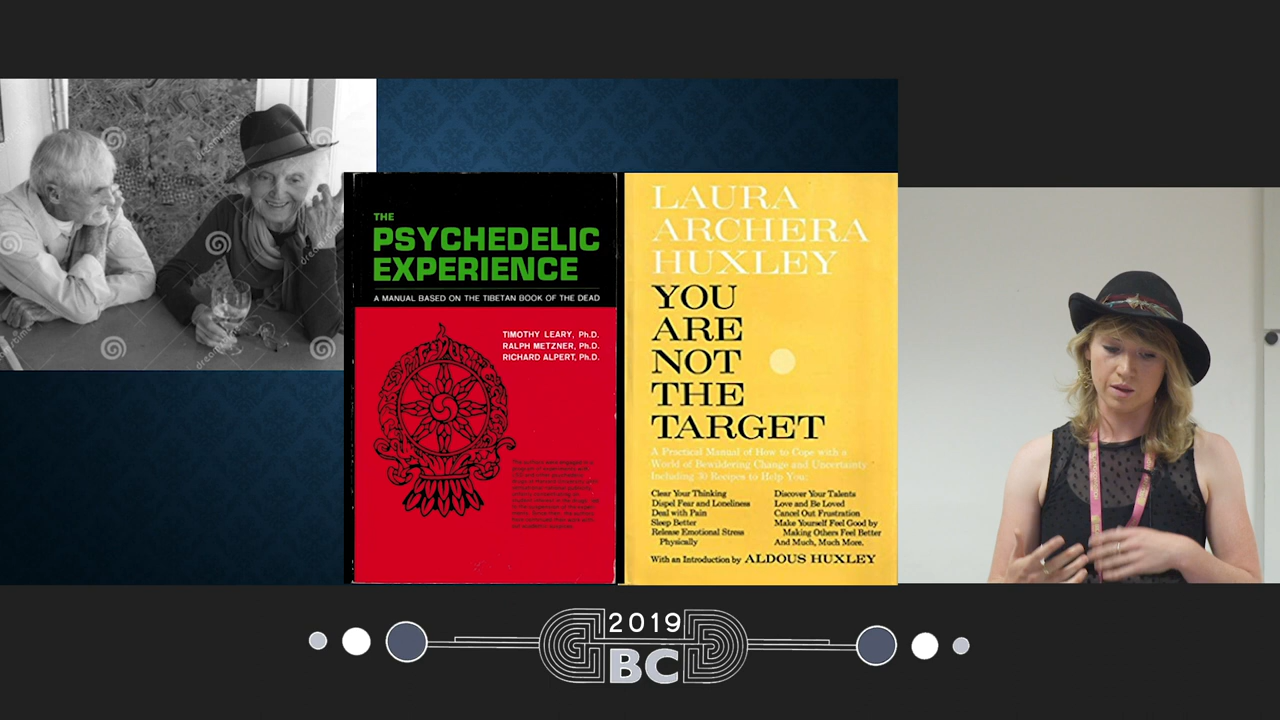 THE
PSYCHEDELIC
EXPERIENCE
A MANUAL BASED ON THE TIBETAN BOOK OF THE DEAD
TIMOTHY LEARY, Ph.D.
RALPH METZNER, Ph.D.
RICHARD ALPERT, Ph.D.
LAURA
ARCHERA
HUXLEY
YOU
ARE
NOT
THE
TARGET
A Practical Manual of How to Cope with a
World of Bewildering Change and Uncertainty
Including 30 Recipes to Help You:
Clear Your Thinking
Dispel Fear and Loneliness
Deal with Pain
Sleep Better
Release Emotional Stress
Physically
Discover Your Talents
Love and Be Loved
Cancel Out Frustration
Make Yourself Feel Good by
Making Others Feel Better
And Much, Much More.
With an Introduction by ALDOUS HUXLEY
2019
BC